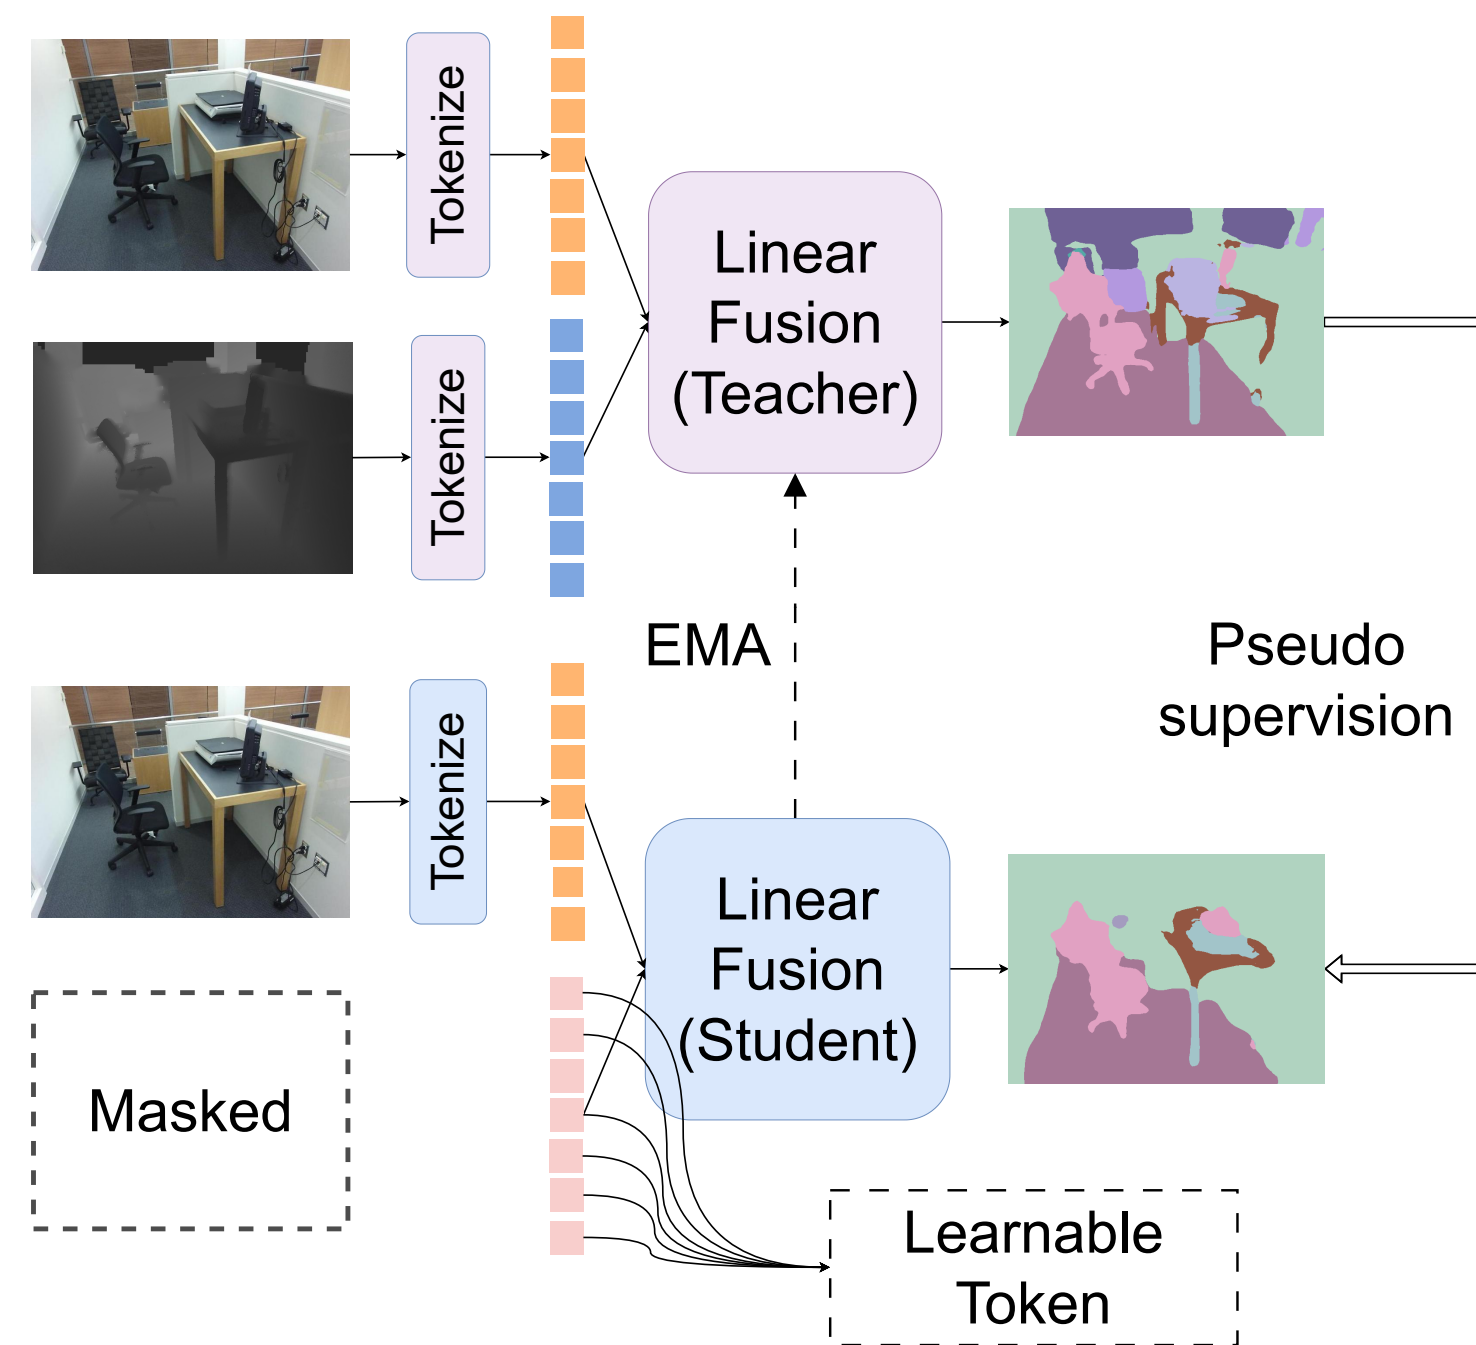 Tokenize
Linear
Fusion
(Teacher)
Tokenize
EMA
Pseudo
supervision
Tokenize
Linear
Fusion
(Student)
Masked
Learnable
Token